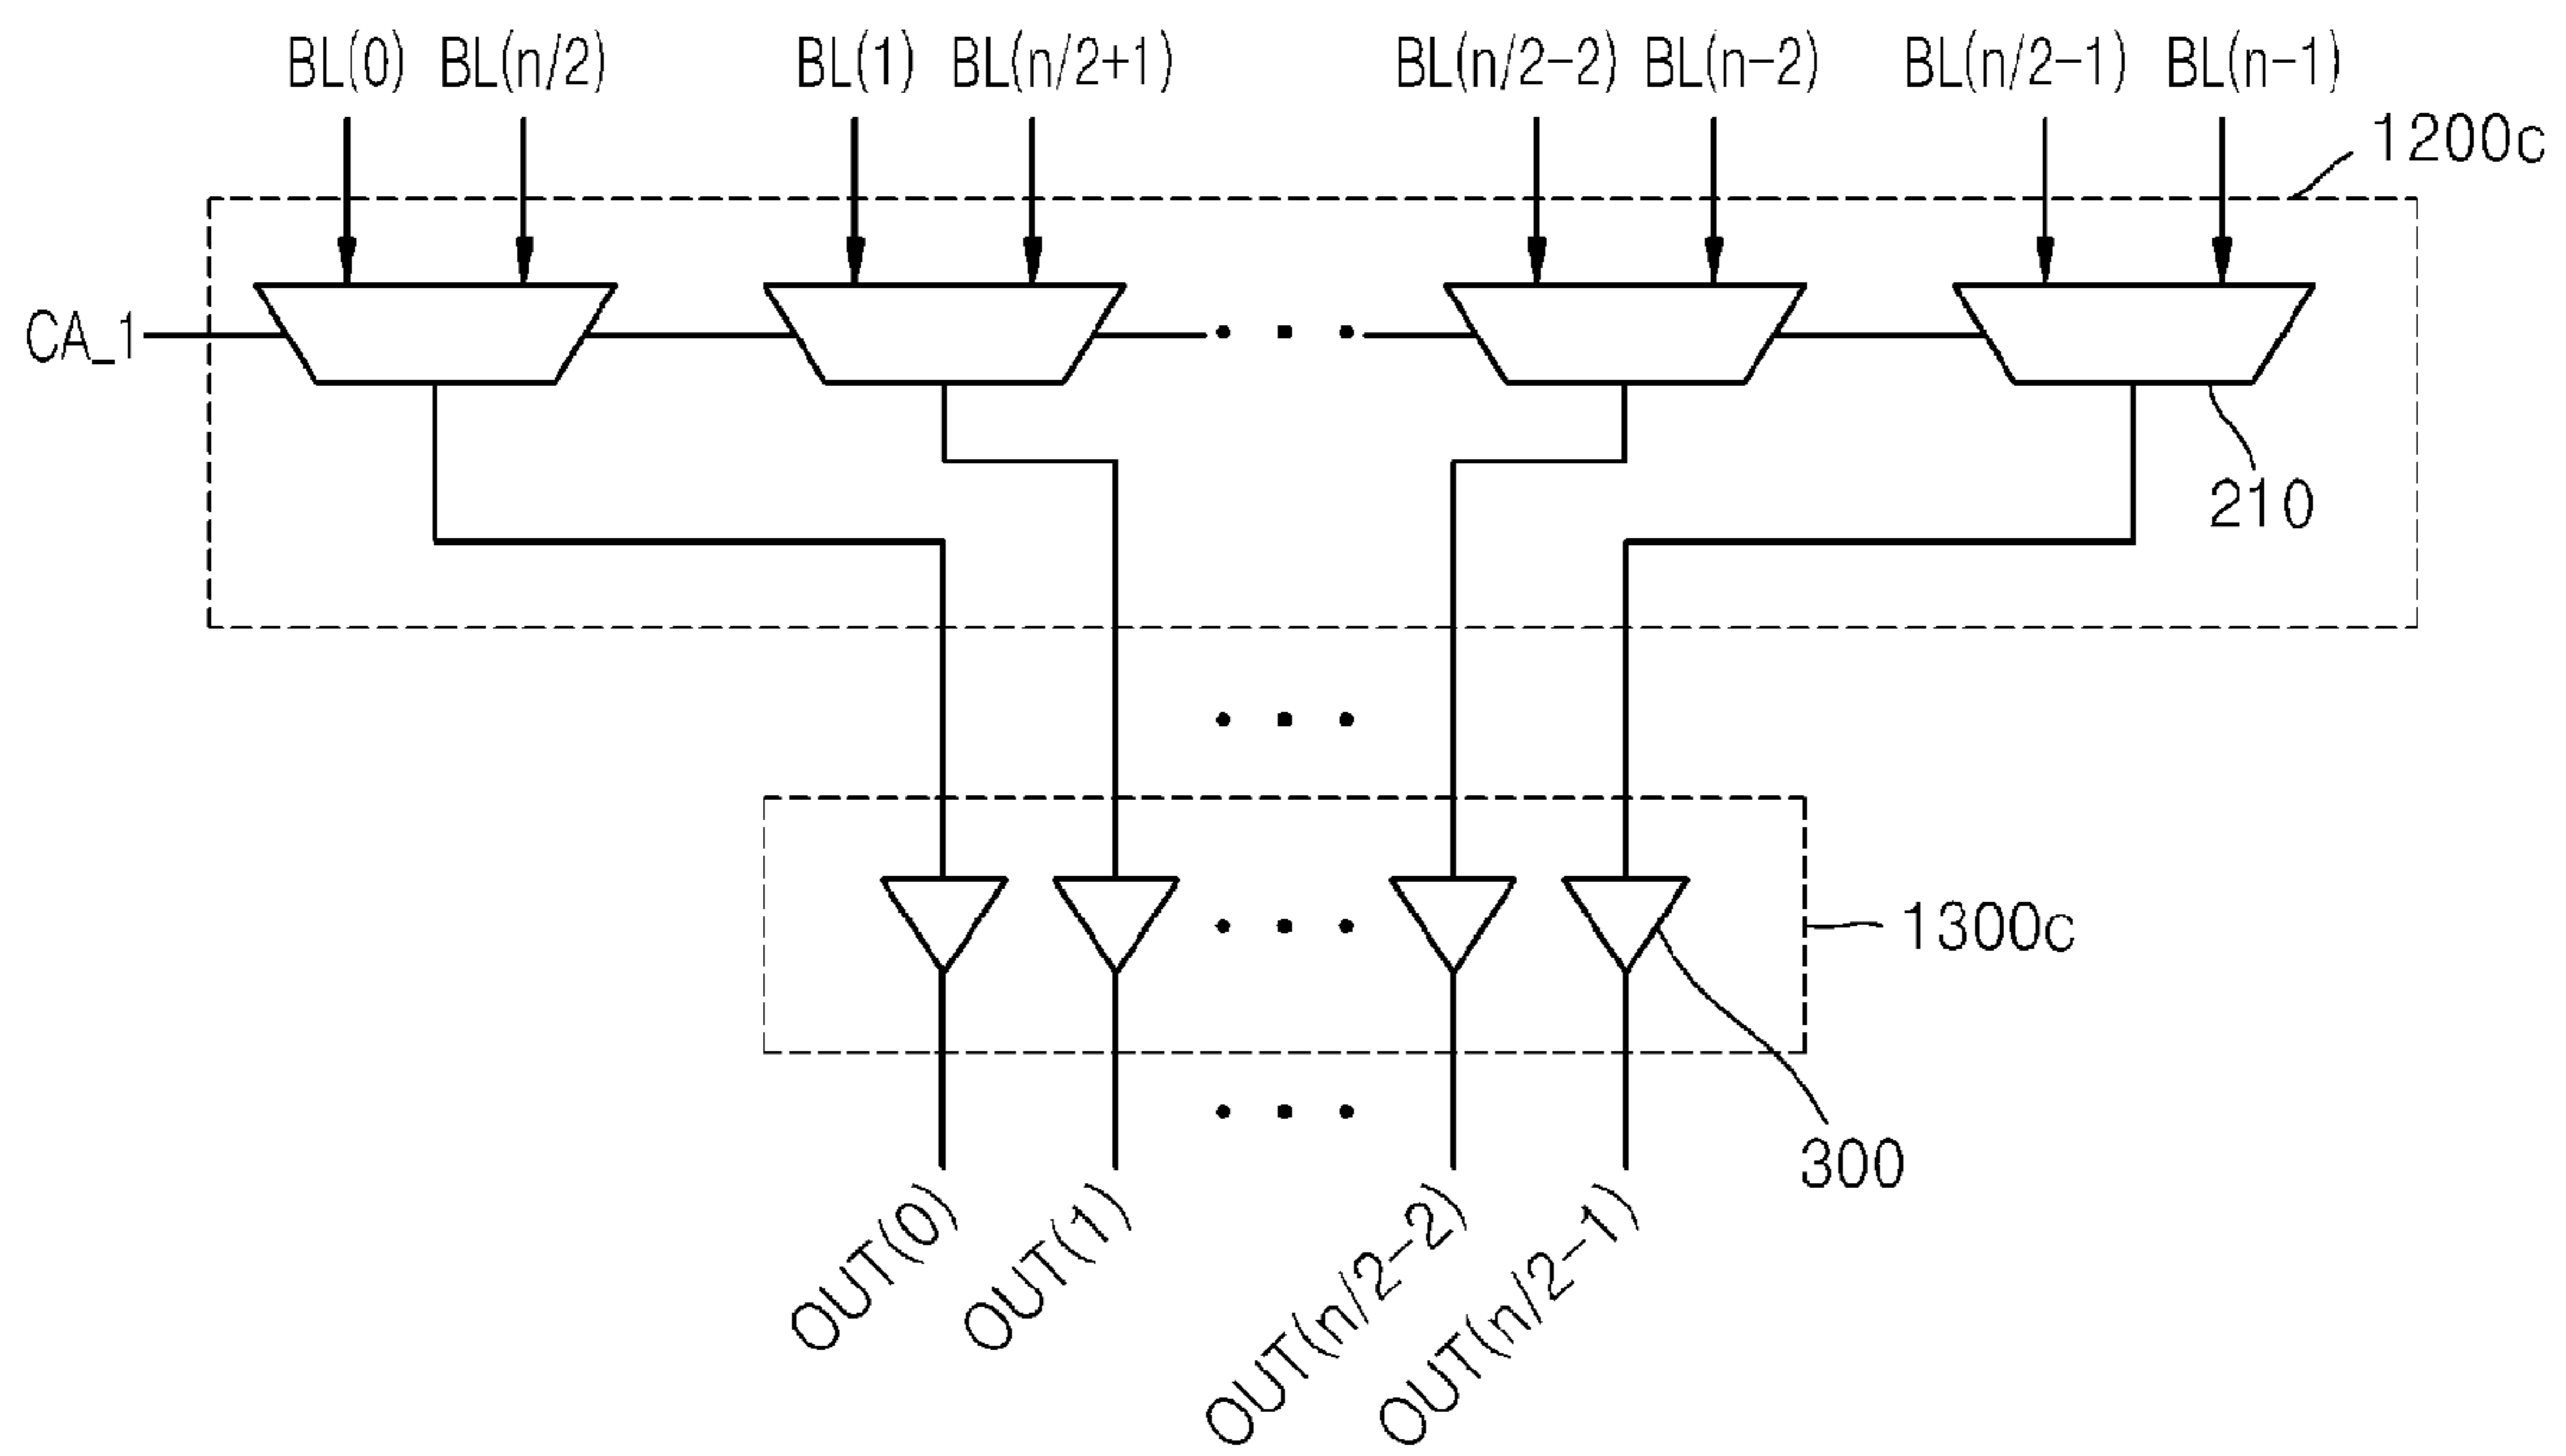 BL(0) BL(n/2) BL(1) BL(n/2+1) BL(n/2-2) BL(n-2) BL(n/2-1) BL(n-1)
1200c
CA_1
210
1300c
300
OUT(0)
OUT(1)
OUT(n/2-2)
OUT(n/2-1)